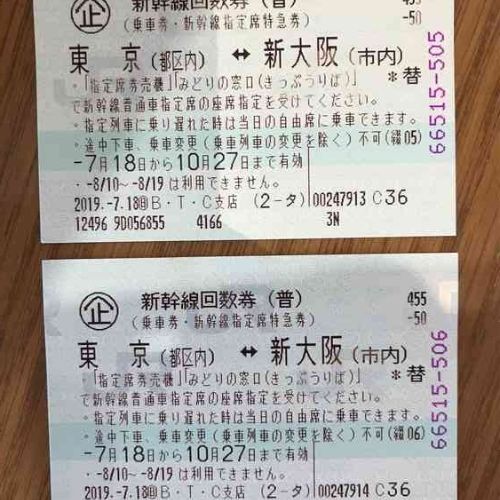 企 新幹線回数券（普） 455
（乗車券・新幹線指定席特急券） -50
東京（都区内）↔新大阪（市内）
＊替
・「指定席券売機」「みどりの窓口（きっぷうりば）」
で新幹線普通車指定席の座席指定を受けてください。
・指定列車に乗り遅れた時は当日の自由席に乗車できます。
・途中下車、乗車変更（乗車列車の変更を除く）不可（綴05）
-7月18日から10月27日まで有効
-8/10~ -8/19 は利用できません。
2019.-7.18 B・T・C支店 (2-タ) 00247913 C36
12496 9D056855 4166 3N
66515-505
企 新幹線回数券（普） 455
（乗車券・新幹線指定席特急券） -50
東京（都区内）↔新大阪（市内）
＊替
・「指定席券売機」「みどりの窓口（きっぷうりば）」
で新幹線普通車指定席の座席指定を受けてください。
・指定列車に乗り遅れた時は当日の自由席に乗車できます。
・途中下車、乗車変更（乗車列車の変更を除く）不可（綴06）
-7月18日から10月27日まで有効
-8/10~ -8/19 は利用できません。
2019.-7.18 B・T・C支店 (2-タ) 00247914 C36
66515-506